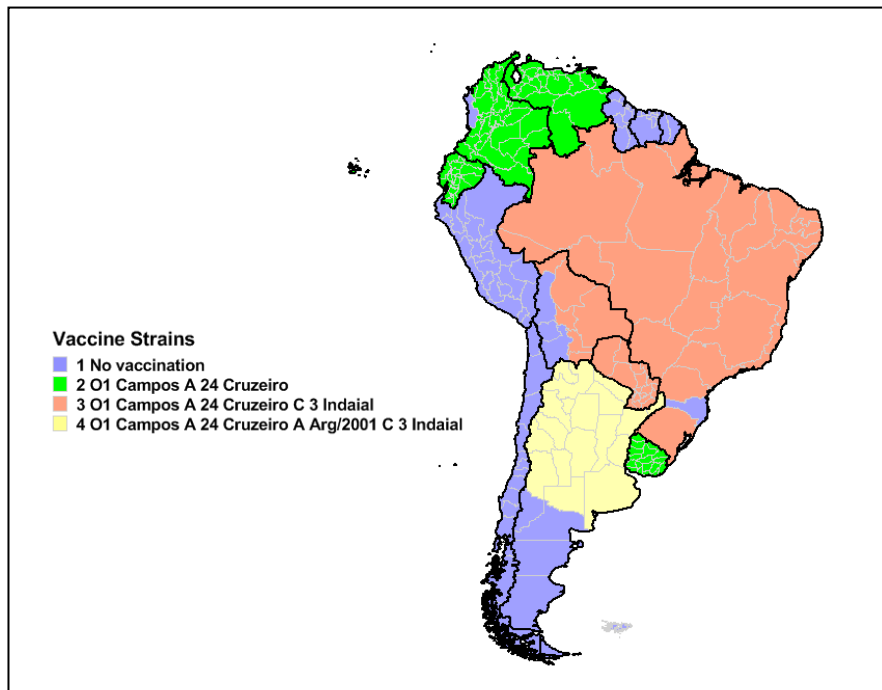 Vaccine Strains
1 No vaccination
2 O1 Campos A 24 Cruzeiro
3 O1 Campos A 24 Cruzeiro C 3 Indaial
4 O1 Campos A 24 Cruzeiro A Arg/2001 C 3 Indaial